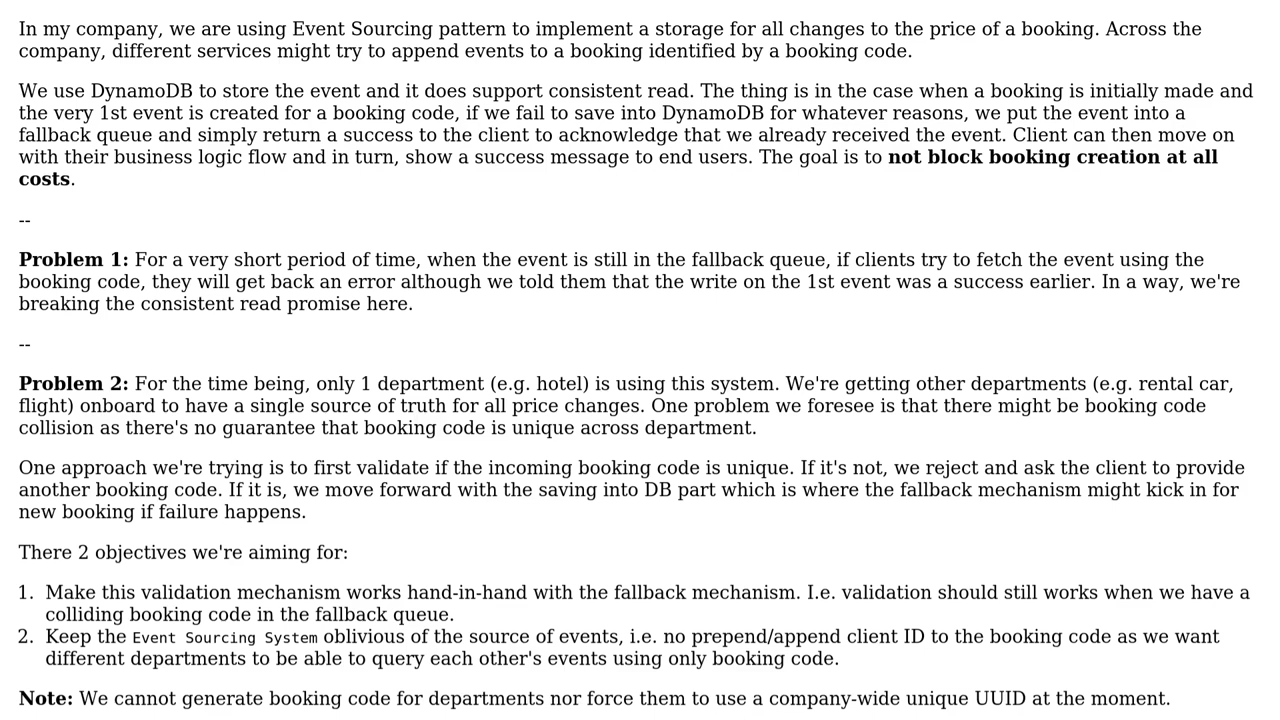 In my company, we are using Event Sourcing pattern to implement a storage for all changes to the price of a booking. Across the
company, different services might try to append events to a booking identified by a booking code.
We use DynamoDB to store the event and it does support consistent read. The thing is in the case when a booking is initially made and
the very 1st event is created for a booking code, if we fail to save into DynamoDB for whatever reasons, we put the event into a
fallback queue and simply return a success to the client to acknowledge that we already received the event. Client can then move on
with their business logic flow and in turn, show a success message to end users. The goal is to not block booking creation at all
costs.
--
Problem 1: For a very short period of time, when the event is still in the fallback queue, if clients try to fetch the event using the
booking code, they will get back an error although we told them that the write on the 1st event was a success earlier. In a way, we're
breaking the consistent read promise here.
--
Problem 2: For the time being, only 1 department (e.g. hotel) is using this system. We're getting other departments (e.g. rental car,
flight) onboard to have a single source of truth for all price changes. One problem we foresee is that there might be booking code
collision as there's no guarantee that booking code is unique across department.
One approach we're trying is to first validate if the incoming booking code is unique. If it's not, we reject and ask the client to provide
another booking code. If it is, we move forward with the saving into DB part which is where the fallback mechanism might kick in for
new booking if failure happens.
There 2 objectives we're aiming for:
1. Make this validation mechanism works hand-in-hand with the fallback mechanism. I.e. validation should still works when we have a
colliding booking code in the fallback queue.
2. Keep the Event Sourcing System oblivious of the source of events, i.e. no prepend/append client ID to the booking code as we want
different departments to be able to query each other's events using only booking code.
Note: We cannot generate booking code for departments nor force them to use a company-wide unique UUID at the moment.